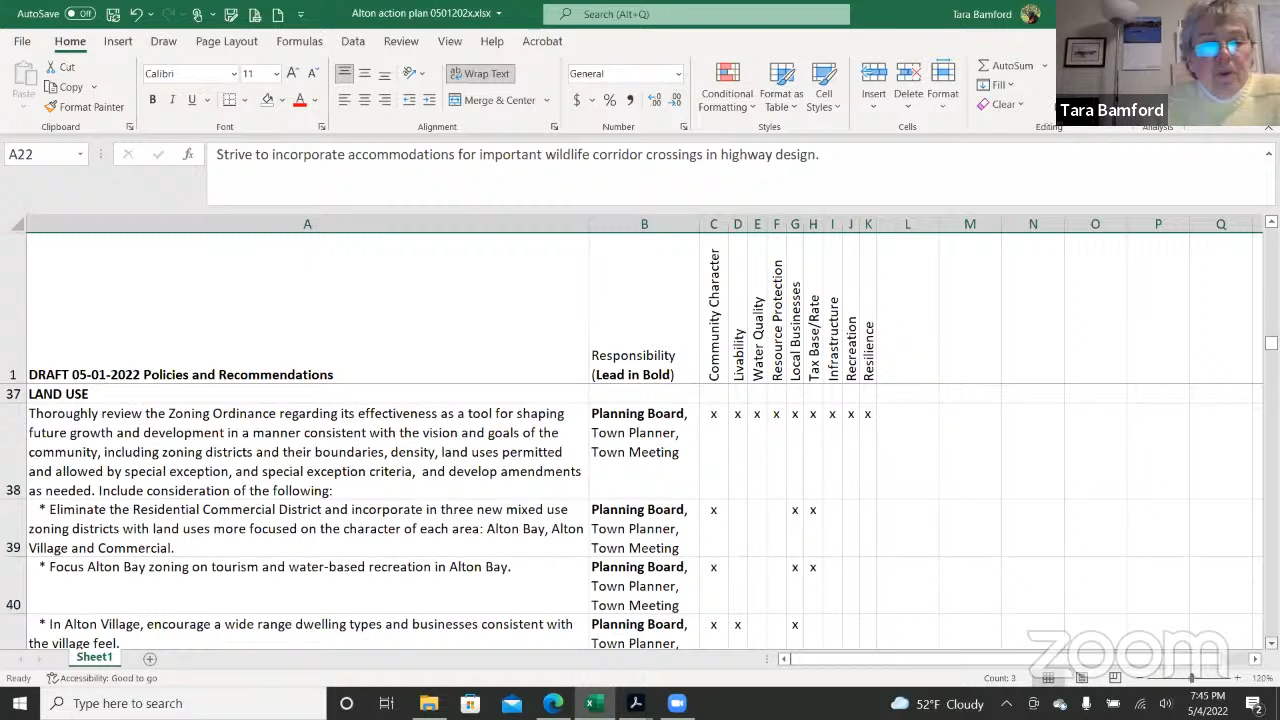 AutoSave Off
Alton action plan 0501202x.xlsx
Search (Alt+Q)
Tara Bamford
File Home Insert Draw Page Layout Formulas Data Review View Help Acrobat
Paste
Cut
Copy
Format Painter
Clipboard
Calibri 11
B I U
Font
Wrap Text
Merge & Center
Alignment
General
$ % 9
Number
Conditional Formatting
Format as Table
Cell Styles
Styles
Insert Delete Format
Cells
AutoSum
Fill
Clear
Editing
Analysis
Tara Bamford
A22
fx
Strive to incorporate accommodations for important wildlife corridor crossings in highway design.
A B C D E F G H I J K L M N O P Q
Community Character
Livability
Water Quality
Resource Protection
Local Businesses
Tax Base/Rate
Infrastructure
Recreation
Resilience
Responsibility
(Lead in Bold)
1 DRAFT 05-01-2022 Policies and Recommendations
37 LAND USE
Thoroughly review the Zoning Ordinance regarding its effectiveness as a tool for shaping
future growth and development in a manner consistent with the vision and goals of the
community, including zoning districts and their boundaries, density, land uses permitted
and allowed by special exception, and special exception criteria, and develop amendments
38 as needed. Include consideration of the following:
Planning Board,
Town Planner,
Town Meeting
x x x x x x x x x
* Eliminate the Residential Commercial District and incorporate in three new mixed use
zoning districts with land uses more focused on the character of each area: Alton Bay, Alton
39 Village and Commercial.
Planning Board,
Town Planner,
Town Meeting
x x x
* Focus Alton Bay zoning on tourism and water-based recreation in Alton Bay.
40
Planning Board,
Town Planner,
Town Meeting
x x x
* In Alton Village, encourage a wide range dwelling types and businesses consistent with
the village feel.
Planning Board,
Town Planner,
x x x
Sheet1
zoom
Ready
Accessibility: Good to go
Count: 3
120%
Type here to search
52°F Cloudy
7:45 PM
5/4/2022
2